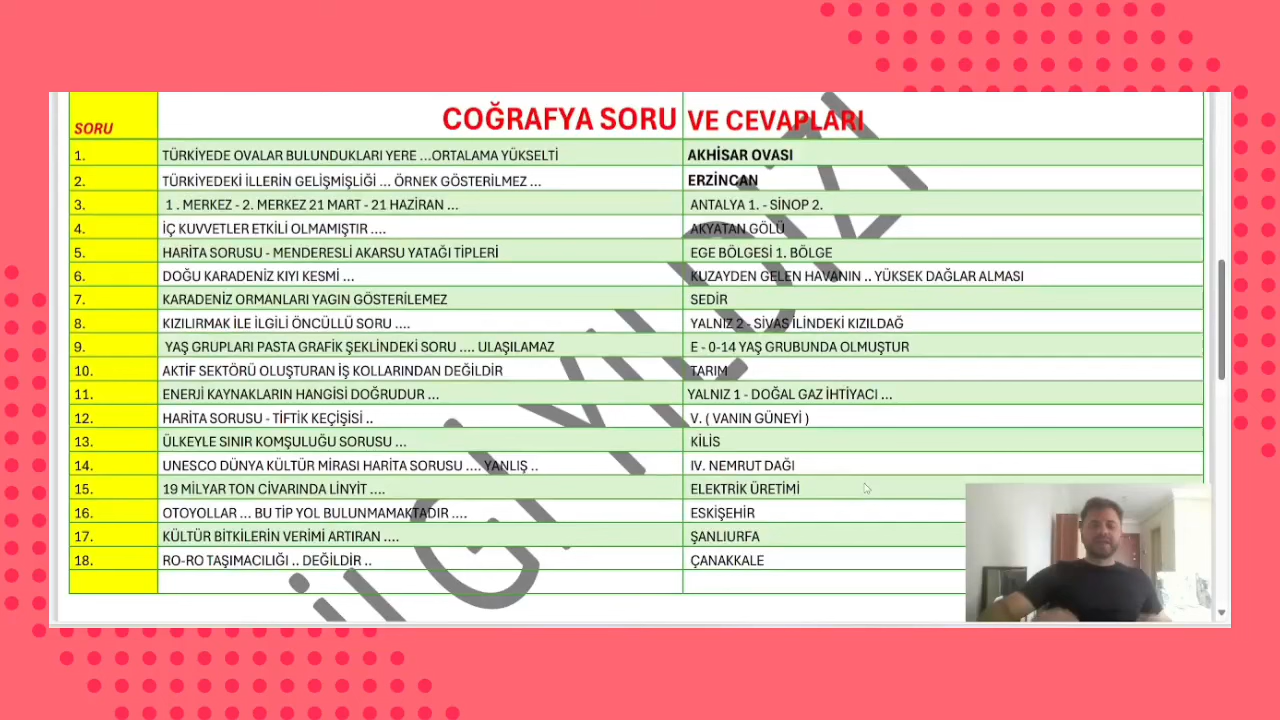 COĞRAFYA SORU VE CEVAPLARI
SORU
1. TÜRKİYEDE OVALAR BULUNDUKLARI YERE ...ORTALAMA YÜKSELTİ AKHİSAR OVASI
2. TÜRKİYEDEKİ İLLERİN GELİŞMİŞLİĞİ ... ÖRNEK GÖSTERİLMEZ ... ERZİNCAN
3. 1 . MERKEZ - 2. MERKEZ 21 MART - 21 HAZİRAN ... ANTALYA 1. - SİNOP 2.
4. İÇ KUVVETLER ETKİLİ OLMAMIŞTIR .... AKYATAN GÖLÜ
5. HARİTA SORUSU - MENDERESLİ AKARSU YATAĞI TİPLERİ EGE BÖLGESİ 1. BÖLGE
6. DOĞU KARADENİZ KIYI KESMİ ... KUZAYDEN GELEN HAVANIN .. YÜKSEK DAĞLAR ALMASI
7. KARADENİZ ORMANLARI YAGIN GÖSTERİLEMEZ SEDİR
8. KIZILIRMAK İLE İLGİLİ ÖNCÜLLÜ SORU .... YALNIZ 2 - SİVAS İLİNDEKİ KIZILDAĞ
9. YAŞ GRUPLARI PASTA GRAFİK ŞEKLİNDEKİ SORU .... ULAŞILAMAZ E - 0-14 YAŞ GRUBUNDA OLMUŞTUR
10. AKTİF SEKTÖRÜ OLUŞTURAN İŞ KOLLARINDAN DEĞİLDİR TARIM
11. ENERJİ KAYNAKLARIN HANGİSİ DOĞRUDUR ... YALNIZ 1 - DOĞAL GAZ İHTİYACI ...
12. HARİTA SORUSU - TİFTİK KEÇİŞİSİ .. V. ( VANIN GÜNEYİ )
13. ÜLKEYLE SINIR KOMŞULUĞU SORUSU ... KİLİS
14. UNESCO DÜNYA KÜLTÜR MİRASI HARİTA SORUSU .... YANLIŞ .. IV. NEMRUT DAĞI
15. 19 MİLYAR TON CİVARINDA LİNYİT .... ELEKTRİK ÜRETİMİ
16. OTOYOLLAR ... BU TİP YOL BULUNMAMAKTADIR .... ESKİŞEHİR
17. KÜLTÜR BİTKİLERİN VERİMİ ARTIRAN .... ŞANLIURFA
18. RO-RO TAŞIMACILIĞI .. DEĞİLDİR .. ÇANAKKALE